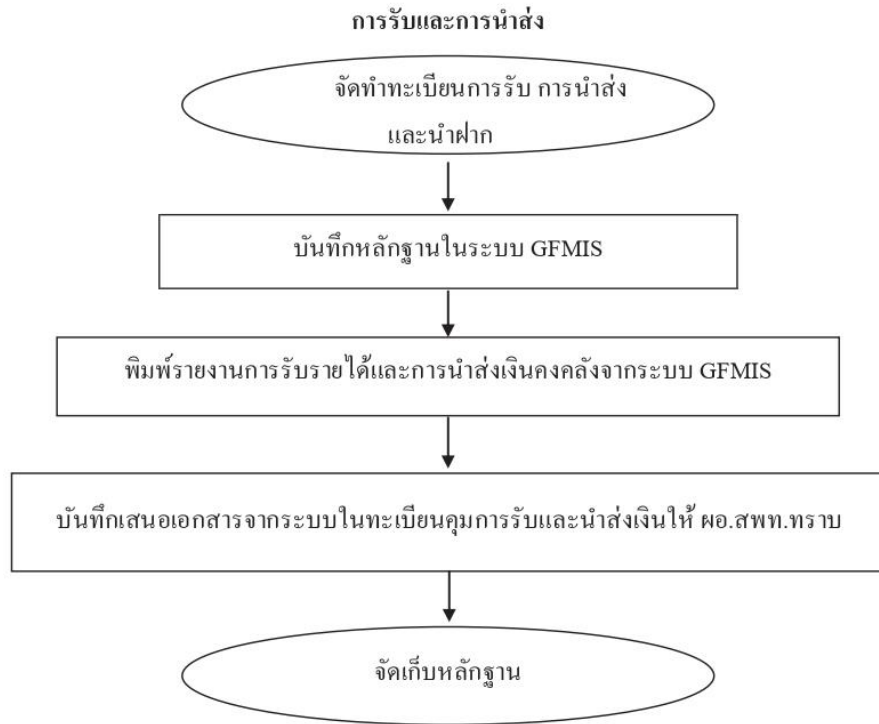 การรับและการนำส่ง
จัดทำทะเบียนการรับ การนำส่ง
และนำฝาก
บันทึกหลักฐานในระบบ GFMIS
พิมพ์รายงานการรับรายได้และการนำส่งเงินคงคลังจากระบบ GFMIS
บันทึกเสนอเอกสารจากระบบในทะเบียนคุมการรับและนำส่งเงินให้ ผอ.สพท.ทราบ
จัดเก็บหลักฐาน